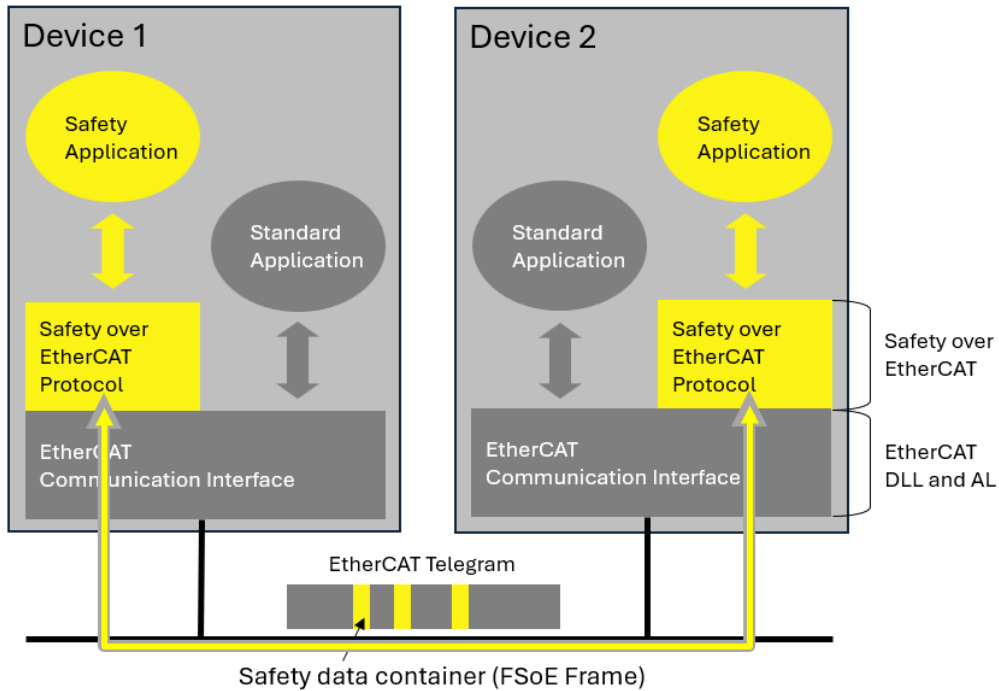 Device 1
Safety
Application
Standard
Application
Safety over
EtherCAT
Protocol
EtherCAT
Communication Interface
Device 2
Safety
Application
Standard
Application
Safety over
EtherCAT
Protocol
EtherCAT
Communication Interface
Safety over
EtherCAT
EtherCAT
DLL and AL
EtherCAT Telegram
Safety data container (FSoE Frame)